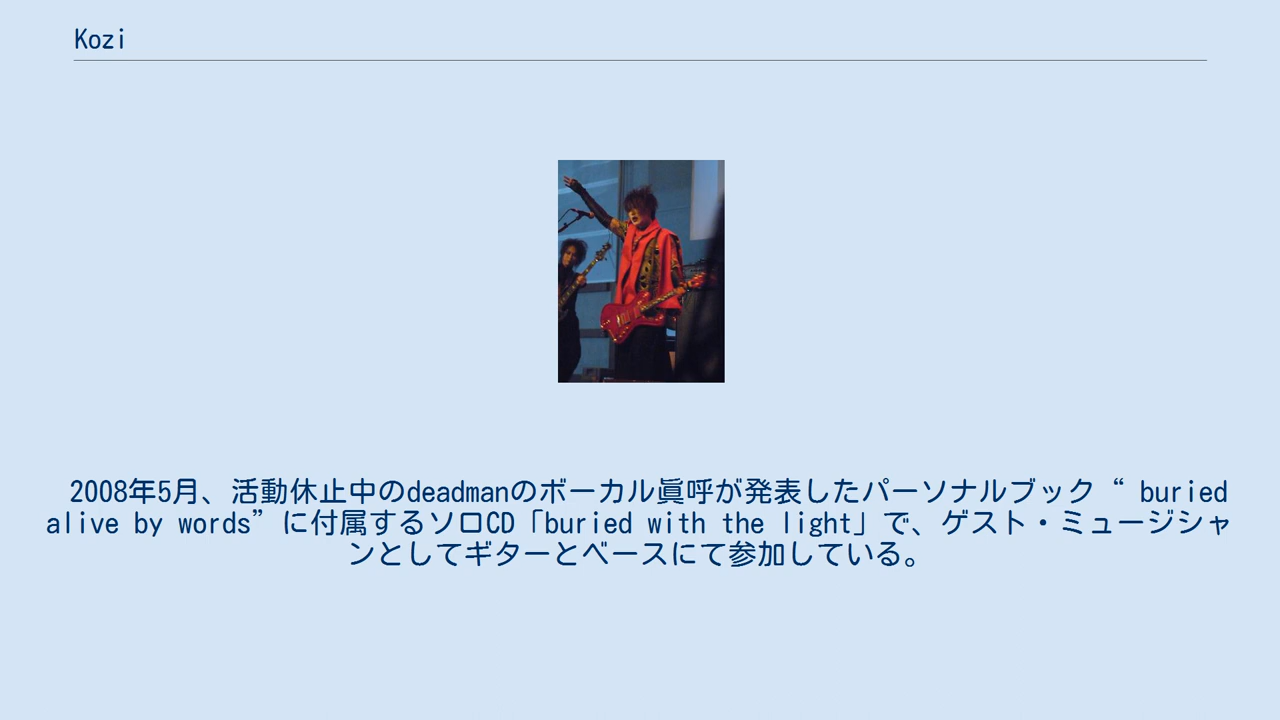 Kozi
2008年5月、活動休止中のdeadmanのボーカル眞呼が発表したパーソナルブック“ buried
alive by words”に付属するソロCD「buried with the light」で、ゲスト・ミュージシャ
ンとしてギターとベースにて参加している。